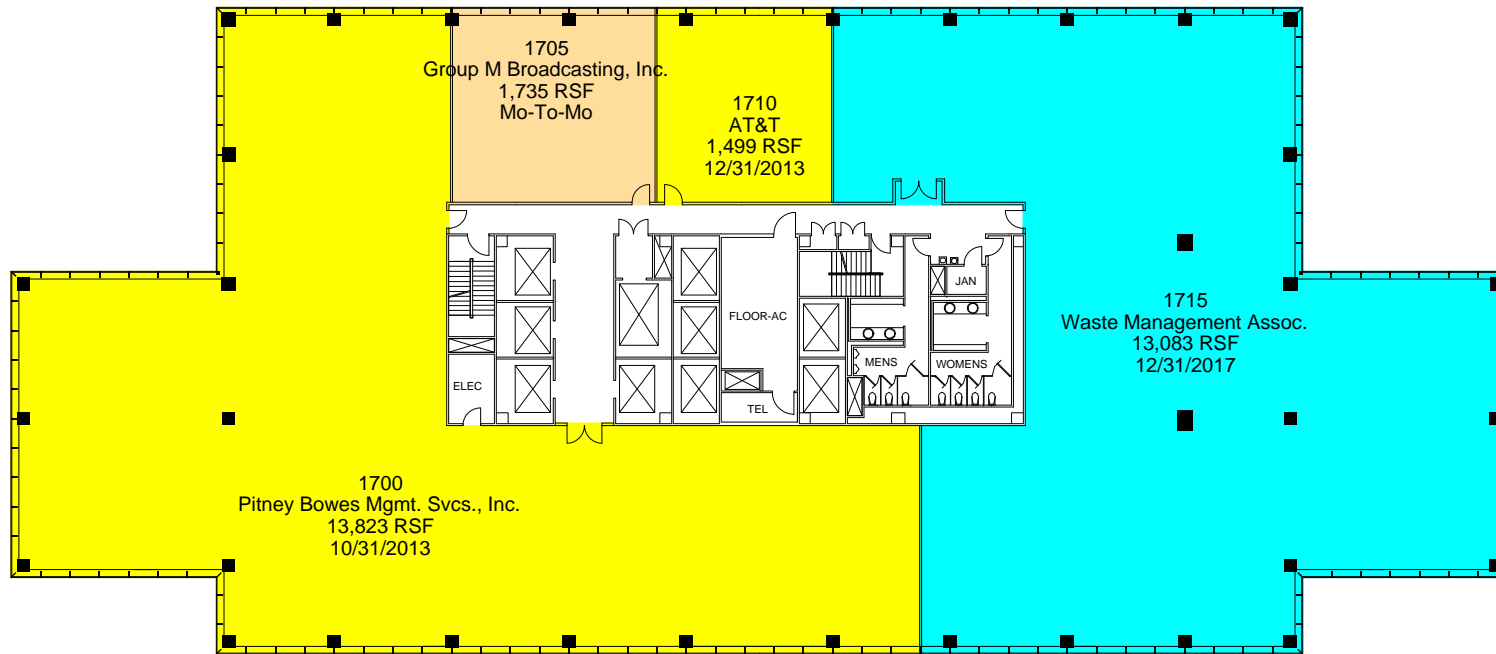 1705
Group M Broadcasting, Inc.
1,735 RSF
Mo-To-Mo
1710
AT&T
1,499 RSF
12/31/2013
JAN
1715
Waste Management Assoc.
13,083 RSF
12/31/2017
FLOOR-AC
MENS
WOMENS
ELEC
TEL
1700
Pitney Bowes Mgmt. Svcs., Inc.
13,823 RSF
10/31/2013